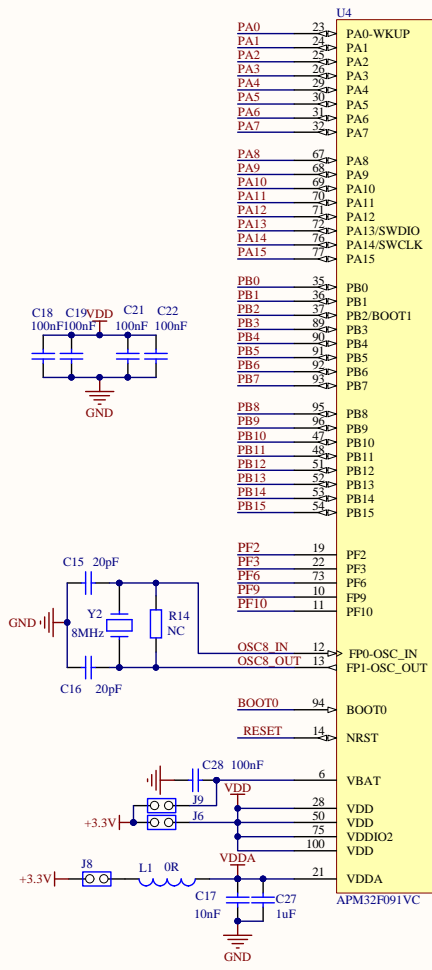 U4
PA0 23 PA0-WKUP
PA1 24 PA1
PA2 25 PA2
PA3 26 PA3
PA4 29 PA4
PA5 30 PA5
PA6 31 PA6
PA7 32 PA7
PA8 67 PA8
PA9 68 PA9
PA10 69 PA10
PA11 70 PA11
PA12 71 PA12
PA13 72 PA13/SWDIO
PA14 76 PA14/SWCLK
PA15 77 PA15
PB0 35 PB0
PB1 36 PB1
PB2 37 PB2/BOOT1
PB3 89 PB3
PB4 90 PB4
PB5 91 PB5
PB6 92 PB6
PB7 93 PB7
C18 C19 VDD C21 C22
100nF 100nF 100nF 100nF
GND
PB8 95 PB8
PB9 96 PB9
PB10 47 PB10
PB11 48 PB11
PB12 51 PB12
PB13 52 PB13
PB14 53 PB14
PB15 54 PB15
PF2 19 PF2
PF3 22 PF3
PF6 73 PF6
PF9 10 FP9
PF10 11 PF10
C15 20pF
GND
Y2
8MHz
R14
NC
C16 20pF
OSC8_IN 12 FP0-OSC_IN
OSC8_OUT 13 FP1-OSC_OUT
BOOT0 94 BOOT0
RESET 14 NRST
C28 100nF 6 VBAT
J9 VDD
+3.3V J6
28 VDD
50 VDD
75 VDDIO2
100 VDD
VDDA
+3.3V J8 L1 0R 21 VDDA
C17 C27
10nF 1uF
GND
APM32F091VC